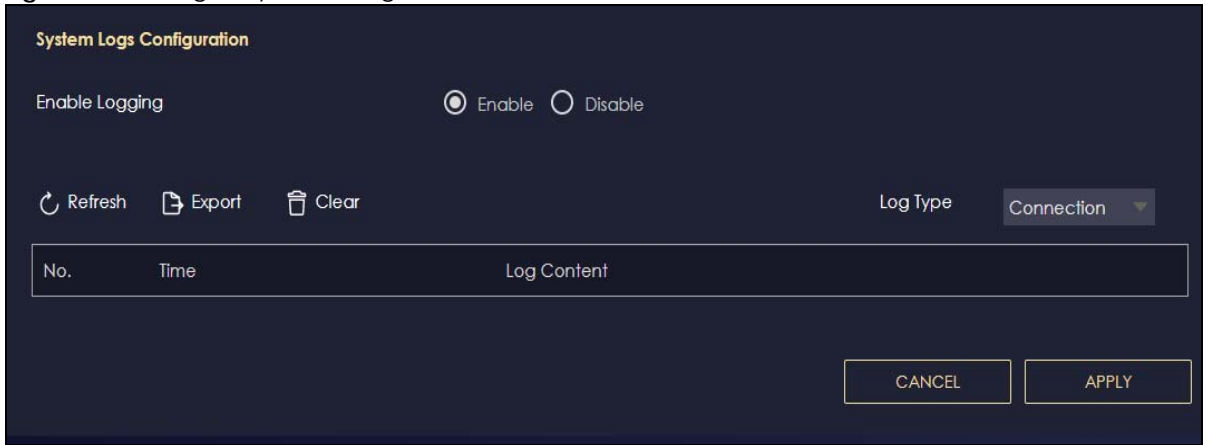 System Logs Configuration
Enable Logging Enable Disable
Refresh Export Clear Log Type Connection
No. Time Log Content
CANCEL APPLY